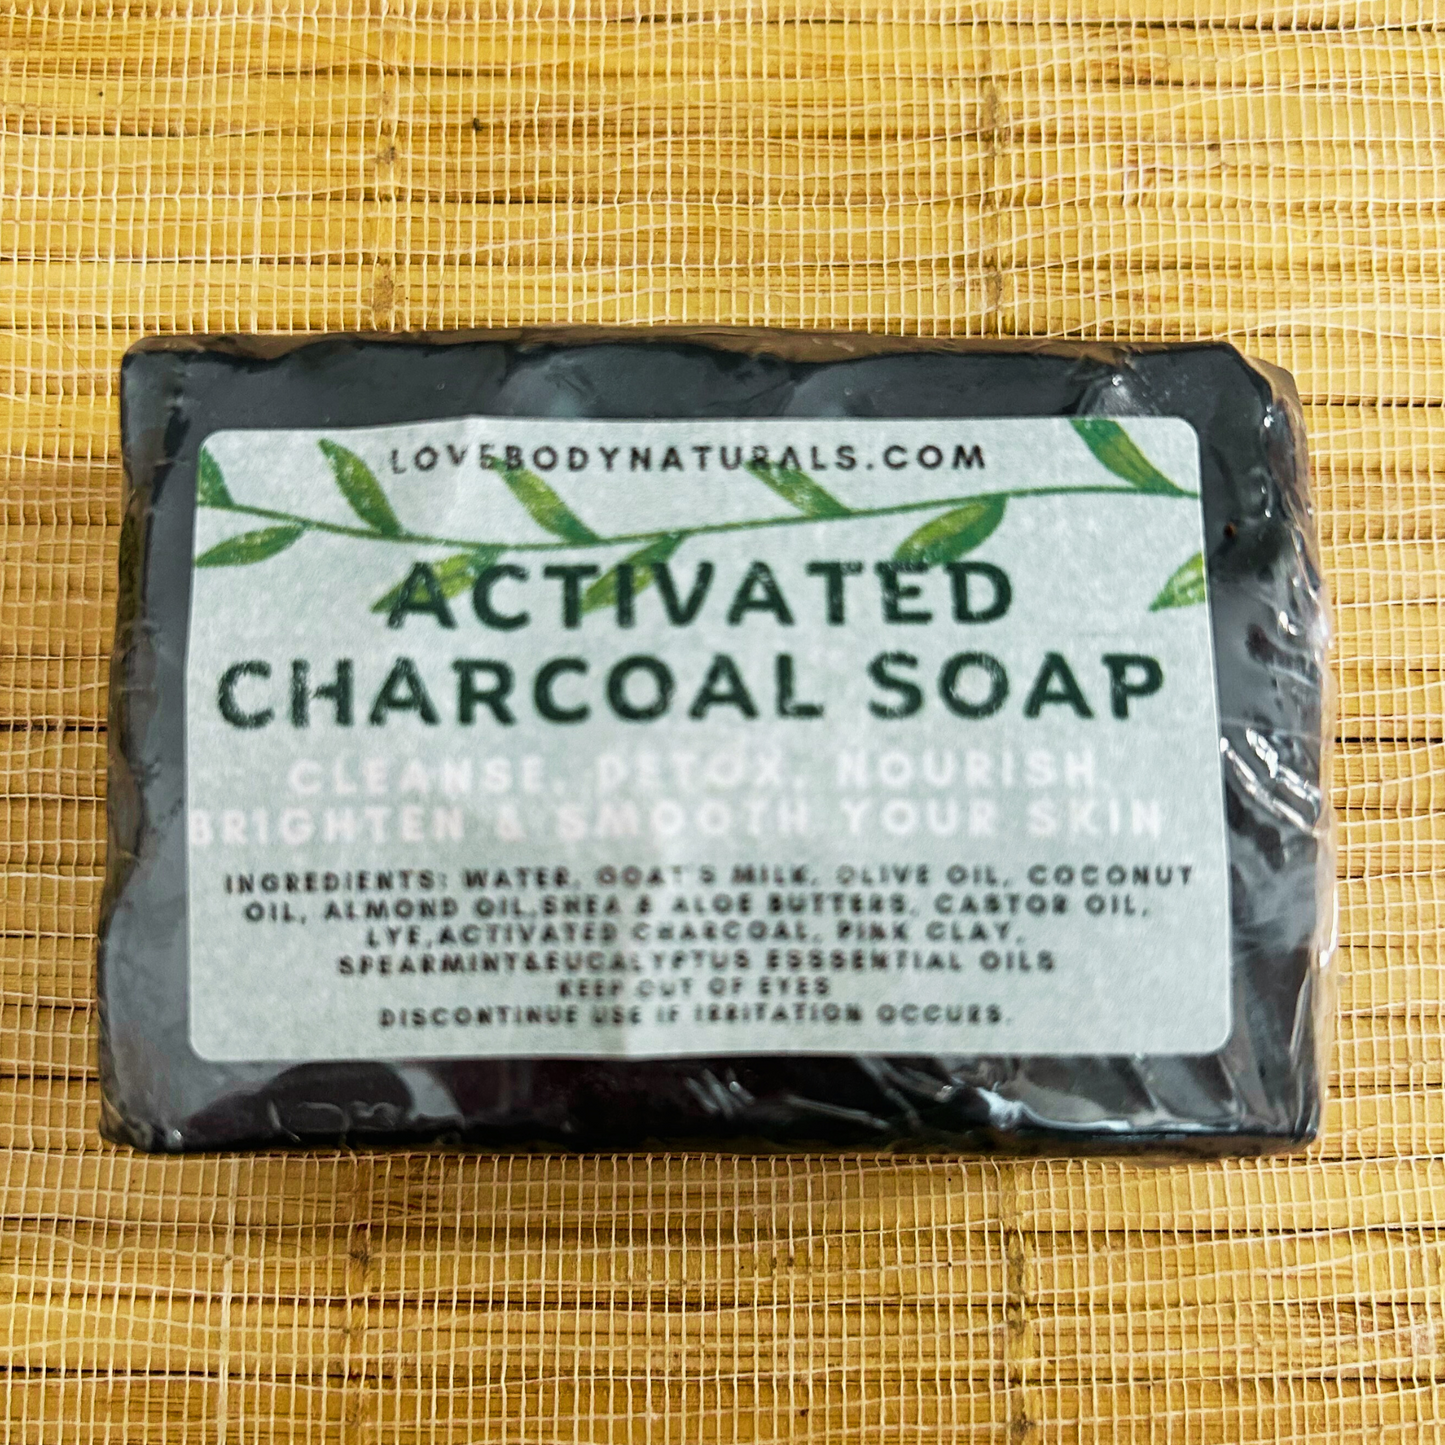 LOVEBODYNATURALS.COM
ACTIVATED
CHARCOAL SOAP
CLEANSE, DETOX, NOURISH
BRIGHTEN & SMOOTH YOUR SKIN
INGREDIENTS: WATER, GOAT'S MILK, OLIVE OIL, COCONUT
OIL, ALMOND OIL,SHEA & ALOE BUTTERS, CASTOR OIL,
LYE,ACTIVATED CHARCOAL, PINK CLAY,
SPEARMINT&EUCALYPTUS ESSSENTIAL OILS
KEEP OUT OF EYES
DISCONTINUE USE IF IRRITATION OCCURS.